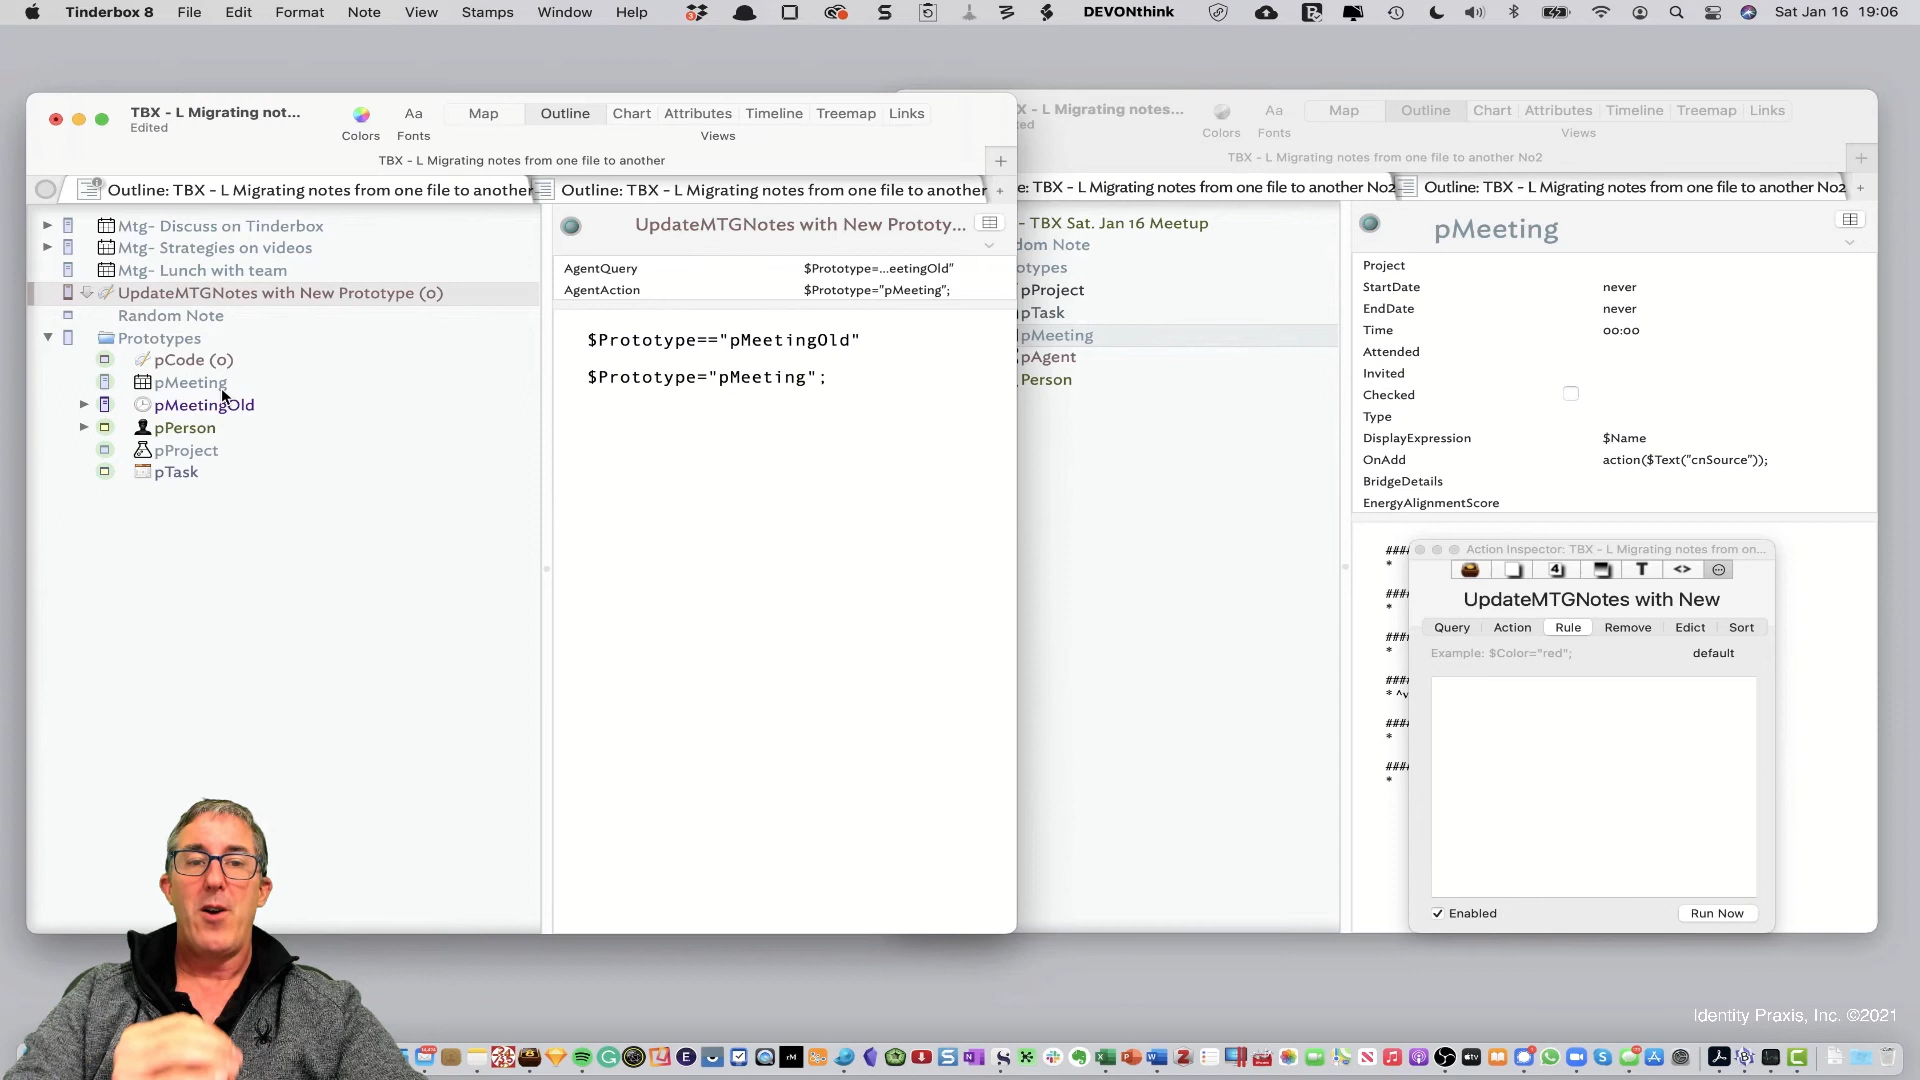 Tinderbox 8 File Edit Format Note View Stamps Window Help DEVONthink Sat Jan 16 19:06
TBX - L Migrating not...
Edited
Colors
Aa
Fonts
Map Outline Chart Attributes Timeline Treemap Links
Views
TBX - L Migrating notes from one file to another
Outline: TBX - L Migrating notes from one file to another
Outline: TBX - L Migrating notes from one file to another
Mtg- Discuss on Tinderbox
Mtg- Strategies on videos
Mtg- Lunch with team
UpdateMTGNotes with New Prototype (0)
Random Note
Prototypes
pCode (0)
pMeeting
pMeetingOld
pPerson
pProject
pTask
UpdateMTGNotes with New Prototy...
AgentQuery $Prototype=...eetingOld"
AgentAction $Prototype="pMeeting";
$Prototype=="pMeetingOld"
$Prototype="pMeeting";
X - L Migrating notes...
ted
Colors
Aa
Fonts
Map Outline Chart Attributes Timeline Treemap Links
Views
TBX - L Migrating notes from one file to another No2
e: TBX - L Migrating notes from one file to another No2
Outline: TBX - L Migrating notes from one file to another No2
- TBX Sat. Jan 16 Meetup
dom Note
otypes
pProject
pTask
pMeeting
pAgent
Person
pMeeting
Project
StartDate never
EndDate never
Time 00:00
Attended
Invited
Checked
Type
DisplayExpression $Name
OnAdd action($Text("cnSource"));
BridgeDetails
EnergyAlignmentScore
####
*
####
*
####
*
####
* ^v
####
*
####
*
Action Inspector: TBX - L Migrating notes from on...
UpdateMTGNotes with New
Query Action Rule Remove Edict Sort
Example: $Color="red";
default
Enabled
Run Now
Identity Praxis, Inc. ©2021